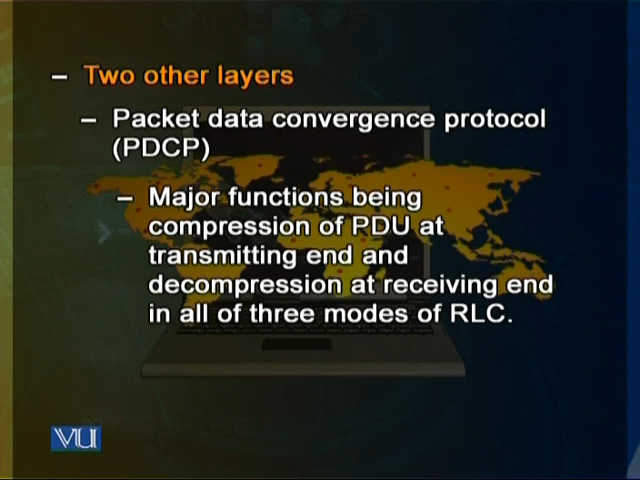 – Two other layers
– Packet data convergence protocol
(PDCP)
– Major functions being
compression of PDU at
transmitting end and
decompression at receiving end
in all of three modes of RLC.
VU